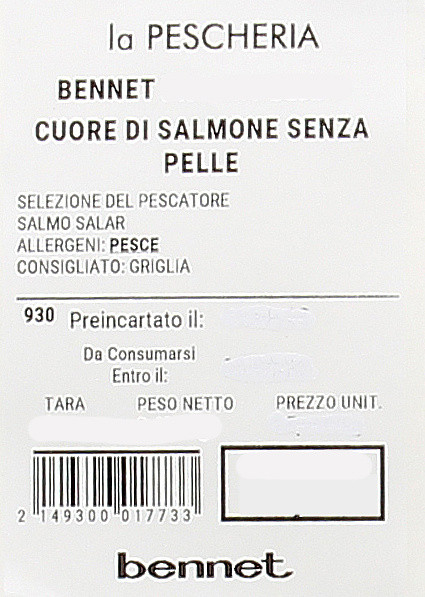 la PESCHERIA
BENNET
CUORE DI SALMONE SENZA
PELLE
SELEZIONE DEL PESCATORE
SALMO SALAR
ALLERGENI: PESCE
CONSIGLIATO: GRIGLIA
930 Preincartato il:
Da Consumarsi
Entro il:
TARA PESO NETTO PREZZO UNIT.
2 149300 017733
bennet